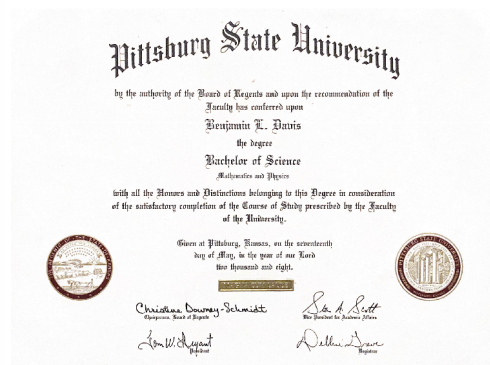 Pittsburg State University
by the authority of the Board of Regents and upon the recommendation of the
Faculty has conferred upon
Benjamin L. Davis
the degree
Bachelor of Science
Mathematics and Physics
with all the Honors and Distinctions belonging to this Degree in consideration
of the satisfactory completion of the Course of Study prescribed by the Faculty
of the University.
Given at Pittsburg, Kansas, on the seventeenth
day of May, in the year of our Lord
two thousand and eight.
Christine Downey-Schmidt
Chairperson, Board of Regents
Scott
Vice President for Academic Affairs
Tom W. Bryant
President
Debbie
Registrar